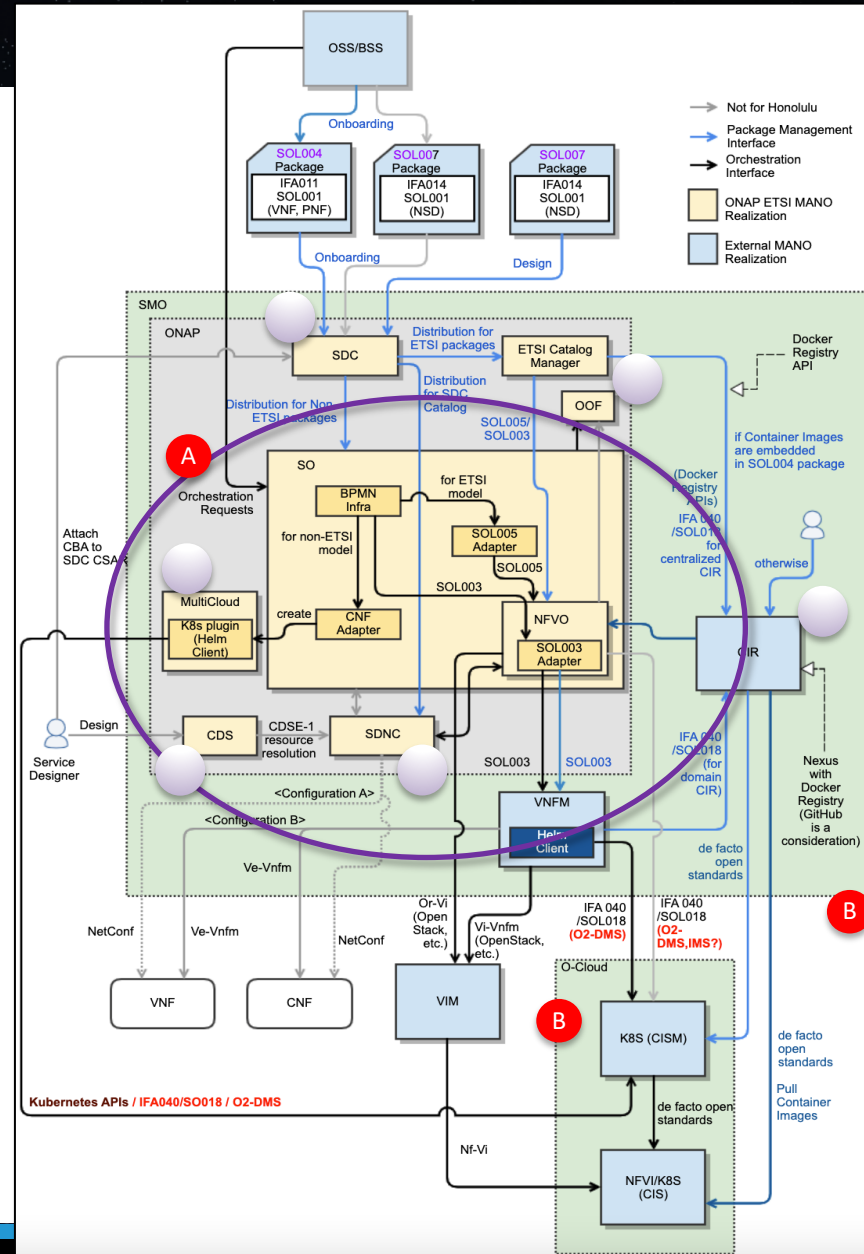 OSS/BSS
Onboarding
SOL004
Package
IFA011
SOL001
(VNF, PNF)
SOL007
Package
IFA014
SOL001
(NSD)
SOL007
Package
IFA014
SOL001
(NSD)
Not for Honolulu
Package Management
Interface
Orchestration
Interface
ONAP ETSI MANO
Realization
External MANO
Realization
Onboarding
Design
SMO
ONAP
SDC
Distribution for
ETSI packages
ETSI Catalog
Manager
Docker
Registry
API
Distribution for Non-
ETSI packages
Distribution
for SDC
Catalog
OOF
SOL005/
SOL003
if Container Images
are embedded
in SOL004 package
A
SO
Orchestration
Requests
BPMN
Infra
for ETSI
model
for non-ETSI
model
SOL005
Adapter
SOL005
SOL003
(Docker
Registry
APIs)
IFA 040
/SOL018
for
centralized
CIR
otherwise
Attach
CBA to
SDC CSAR
MultiCloud
K8s plugin
(Helm
Client)
create
CNF
Adapter
NFVO
SOL003
Adapter
CIR
Service
Designer
Design
CDS
CDSE-1
resource
resolution
SDNC
SOL003
SOL003
IFA 040
/SOL018
(for
domain
CIR)
Nexus
with
Docker
Registry
(GitHub
is a
consideration)
<Configuration A>
<Configuration B>
VNFM
Helm
Client
de facto
open
standards
Ve-Vnfm
NetConf
Ve-Vnfm
NetConf
Or-Vi
(Open
Stack,
etc.)
Vi-Vnfm
(OpenStack,
etc.)
IFA 040
/SOL018
(O2-DMS)
IFA 040
/SOL018
(O2-
DMS,IMS?)
B
VNF
CNF
VIM
O-Cloud
B
K8S (CISM)
de facto
open
standards
Pull
Container
Images
Kubernetes APIs / IFA040/SO018 / O2-DMS
de facto open
standards
Nf-Vi
NFVI/K8S
(CIS)